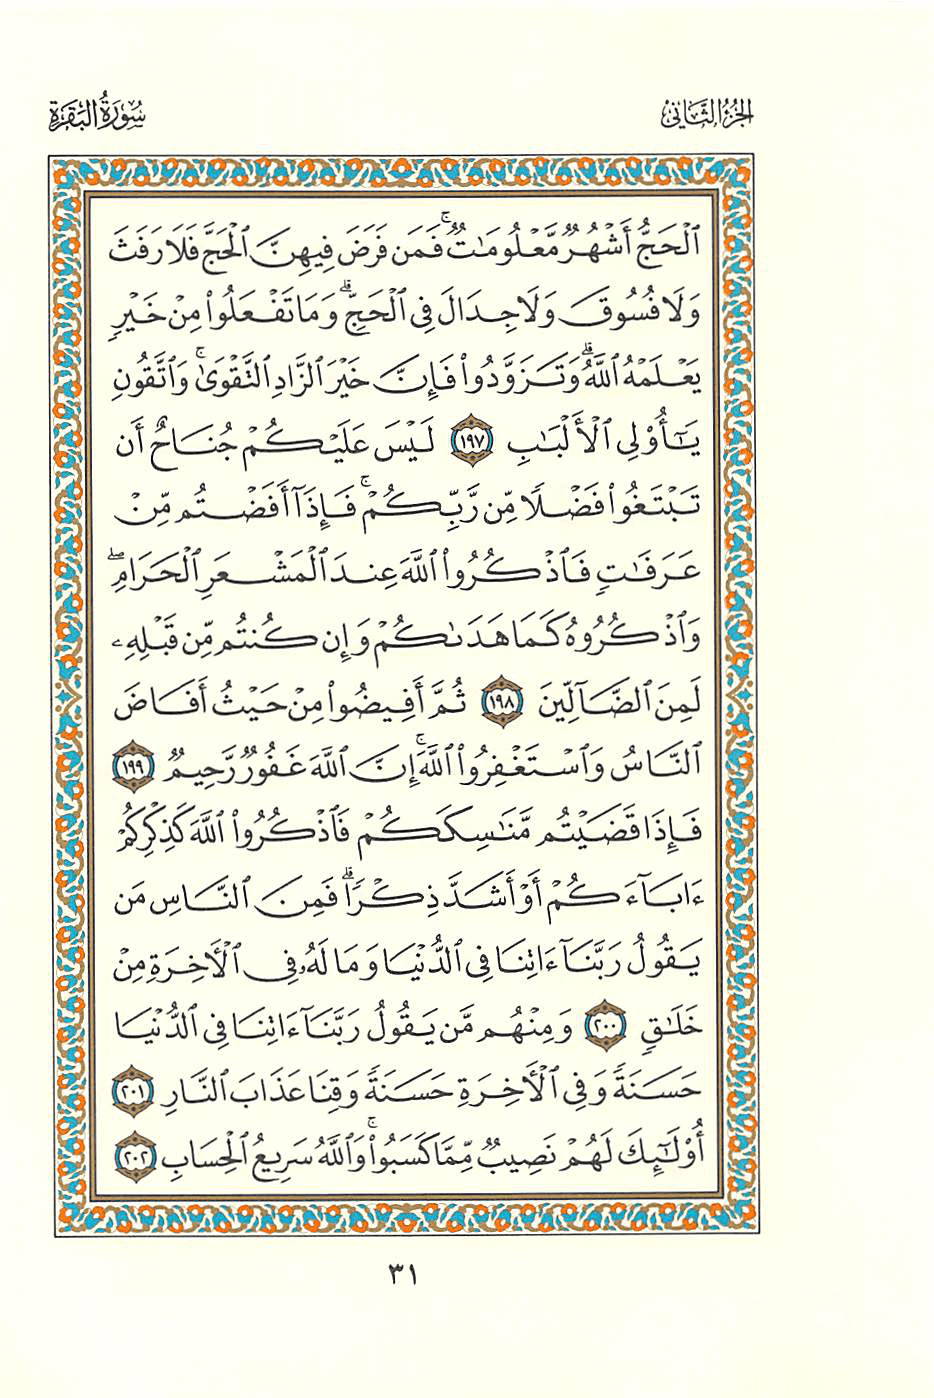 الجزء الثاني
سورة البقرة
ٱلْحَجُّ أَشْهُرٌ مَّعْلُومَٰتٌ ۚ فَمَن فَرَضَ فِيهِنَّ ٱلْحَجَّ فَلَا رَفَثَ
وَلَا فُسُوقَ وَلَا جِدَالَ فِى ٱلْحَجِّ ۗ وَمَا تَفْعَلُوا۟ مِنْ خَيْرٍ
يَعْلَمْهُ ٱللَّهُ ۗ وَتَزَوَّدُوا۟ فَإِنَّ خَيْرَ ٱلزَّادِ ٱلتَّقْوَىٰ ۚ وَٱتَّقُونِ
يَٰٓأُو۟لِى ٱلْأَلْبَٰبِ ١٩٧ لَيْسَ عَلَيْكُمْ جُنَاحٌ أَن
تَبْتَغُوا۟ فَضْلًا مِّن رَّبِّكُمْ ۚ فَإِذَآ أَفَضْتُم مِّنْ
عَرَفَٰتٍ فَٱذْكُرُوا۟ ٱللَّهَ عِندَ ٱلْمَشْعَرِ ٱلْحَرَامِ ۖ
وَٱذْكُرُوهُ كَمَا هَدَىٰكُمْ وَإِن كُنتُم مِّن قَبْلِهِۦ
لَمِنَ ٱلضَّآلِّينَ ١٩٨ ثُمَّ أَفِيضُوا۟ مِنْ حَيْثُ أَفَاضَ
ٱلنَّاسُ وَٱسْتَغْفِرُوا۟ ٱللَّهَ ۚ إِنَّ ٱللَّهَ غَفُورٌ رَّحِيمٌ ١٩٩
فَإِذَا قَضَيْتُم مَّنَٰسِكَكُمْ فَٱذْكُرُوا۟ ٱللَّهَ كَذِكْرِكُمْ
ءَابَآءَكُمْ أَوْ أَشَدَّ ذِكْرًا ۗ فَمِنَ ٱلنَّاسِ مَن
يَقُولُ رَبَّنَآ ءَاتِنَا فِى ٱلدُّنْيَا وَمَا لَهُۥ فِى ٱلْأَخِرَةِ مِنْ
خَلَٰقٍ ٢٠٠ وَمِنْهُم مَّن يَقُولُ رَبَّنَآ ءَاتِنَا فِى ٱلدُّنْيَا
حَسَنَةً وَفِى ٱلْأَخِرَةِ حَسَنَةً وَقِنَا عَذَابَ ٱلنَّارِ ٢٠١
أُو۟لَٰٓئِكَ لَهُمْ نَصِيبٌ مِّمَّا كَسَبُوا۟ ۚ وَٱللَّهُ سَرِيعُ ٱلْحِسَابِ ٢٠٢
٣١